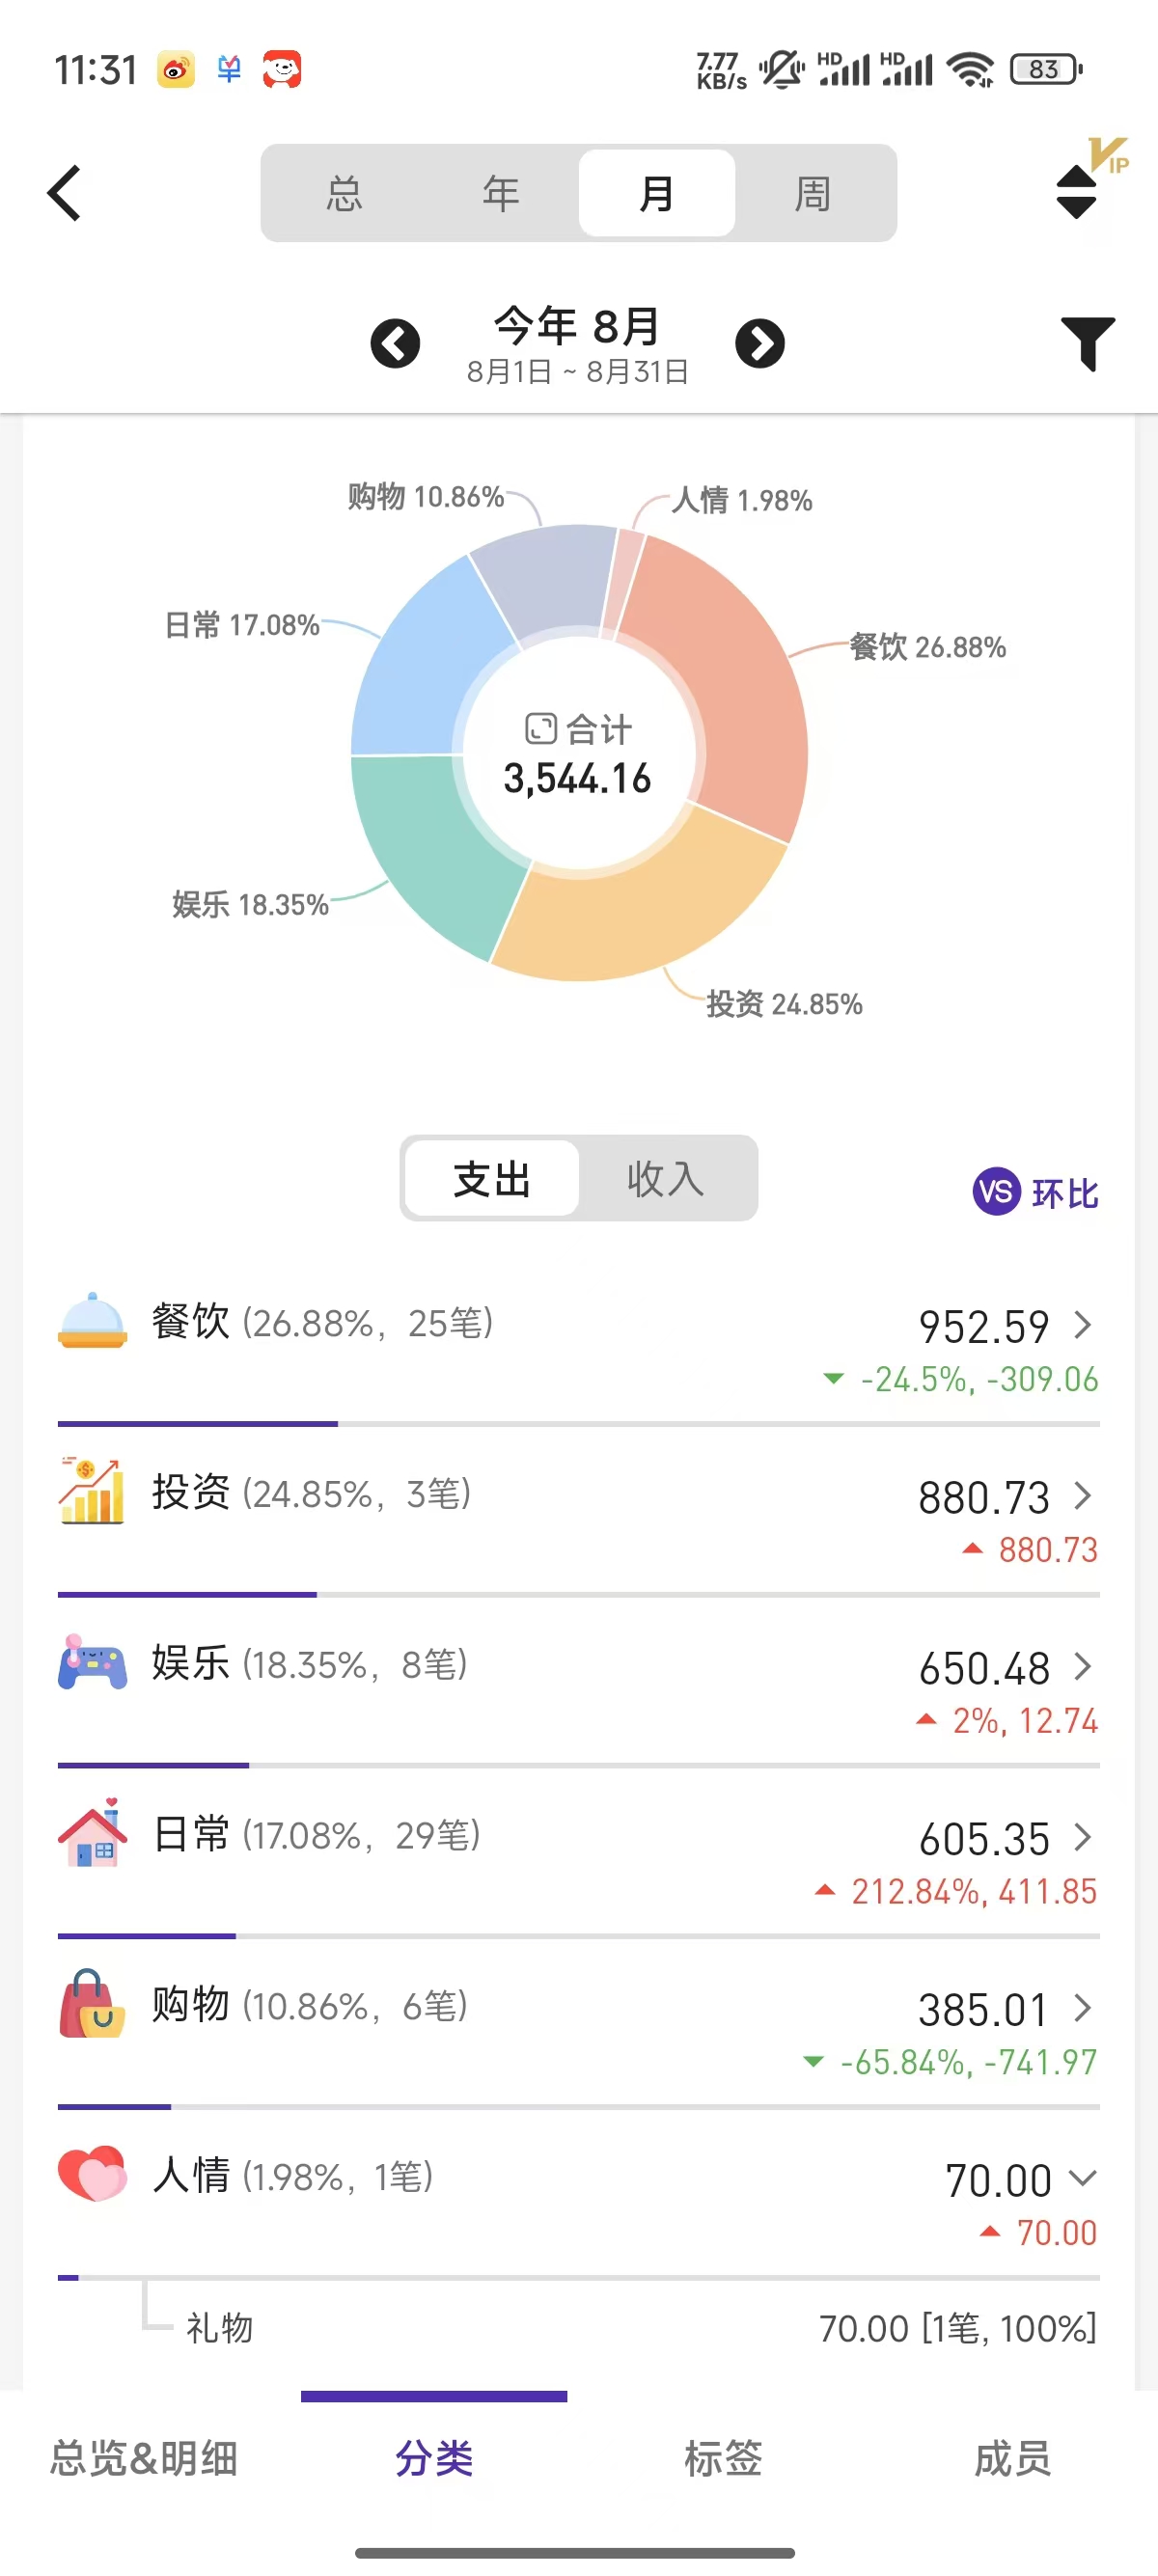 11:31 7.77 KB/s HD HD 83
总 年 月 周 VIP
今年 8月
8月1日 ~ 8月31日
购物 10.86% 人情 1.98%
日常 17.08%
餐饮 26.88%
合计
3,544.16
娱乐 18.35%
投资 24.85%
支出 收入
VS 环比
餐饮 (26.88%, 25笔) 952.59
-24.5%, -309.06
投资 (24.85%, 3笔) 880.73
880.73
娱乐 (18.35%, 8笔) 650.48
2%, 12.74
日常 (17.08%, 29笔) 605.35
212.84%, 411.85
购物 (10.86%, 6笔) 385.01
-65.84%, -741.97
人情 (1.98%, 1笔) 70.00
70.00
礼物 70.00 [1笔, 100%]
总览&明细 分类 标签 成员